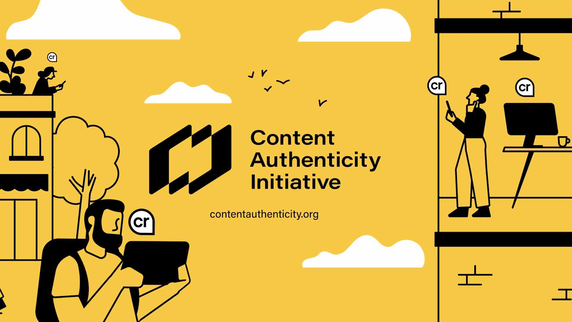 cr
cr
cr
Content
Authenticity
Initiative
contentauthenticity.org
cr